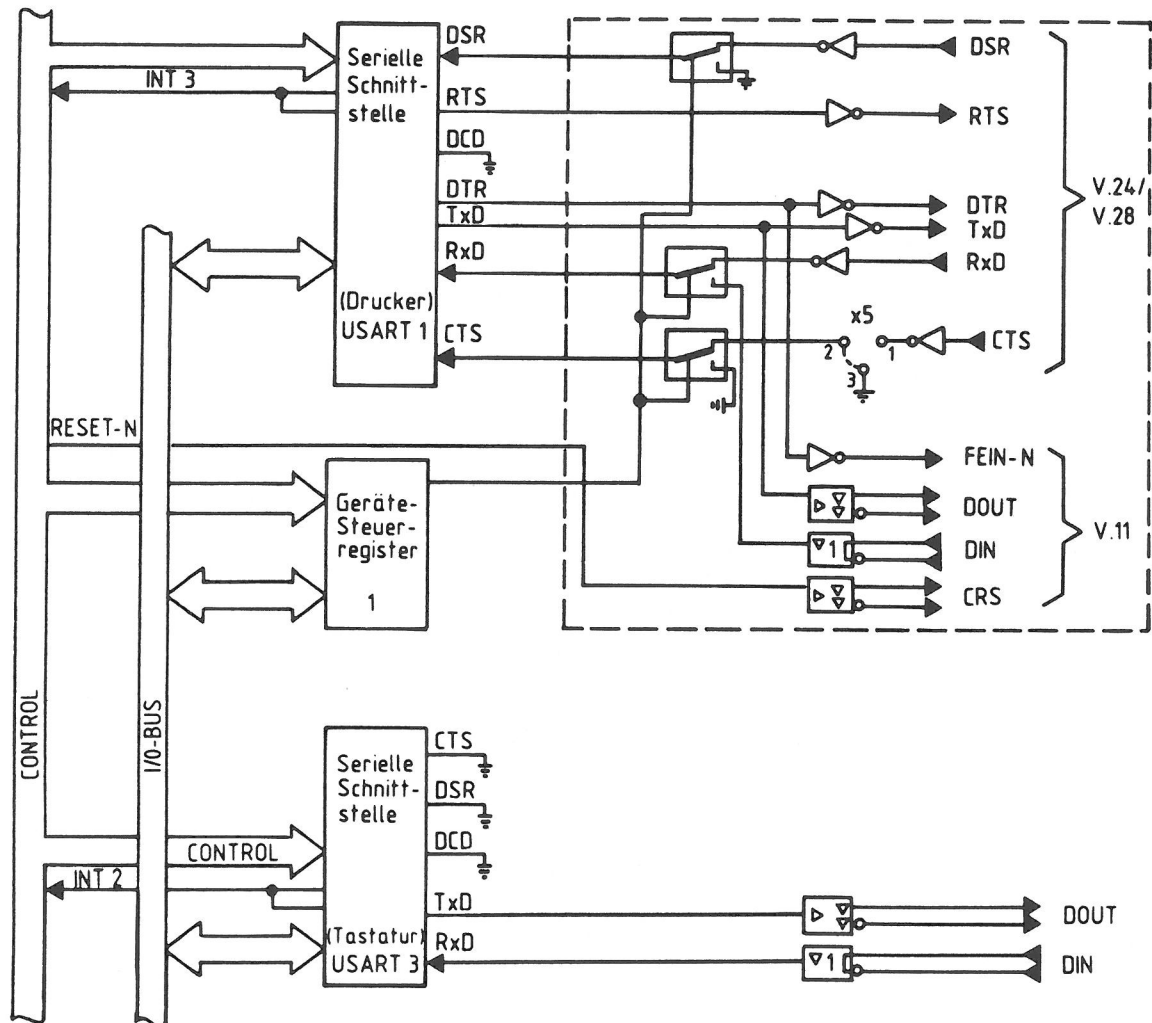 DSR
DSR
Serielle
Schnitt-
stelle
INT 3
RTS
RTS
DCD
V.24/
V.28
DTR
DTR
TxD
TxD
RxD
RxD
(Drucker)
USART 1
x5
CTS
2
1
CTS
3
RESET-N
FEIN-N
Geräte-
Steuer-
register
1
DOUT
V.11
1
DIN
CRS
CONTROL
I/O-BUS
CTS
Serielle
Schnitt-
stelle
DSR
DCD
CONTROL
INT 2
TxD
DOUT
(Tastatur)
USART 3
RxD
1
DIN